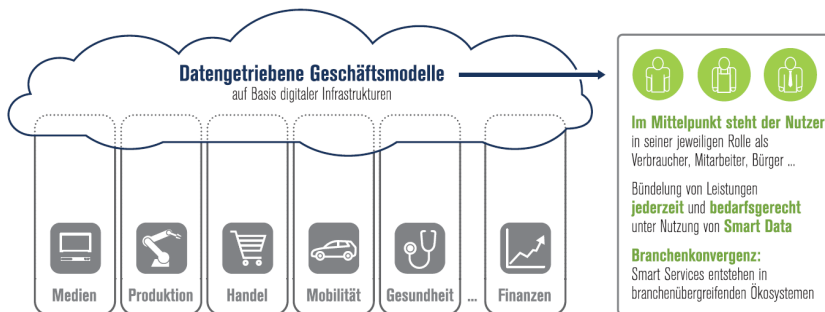 Datengetriebene Geschäftsmodelle
auf Basis digitaler Infrastrukturen
Medien
Produktion
Handel
Mobilität
Gesundheit
...
Finanzen
Im Mittelpunkt steht der Nutzer
in seiner jeweiligen Rolle als
Verbraucher, Mitarbeiter, Bürger ...
Bündelung von Leistungen
jederzeit und bedarfsgerecht
unter Nutzung von Smart Data
Branchenkonvergenz:
Smart Services entstehen in
branchenübergreifenden Ökosystemen